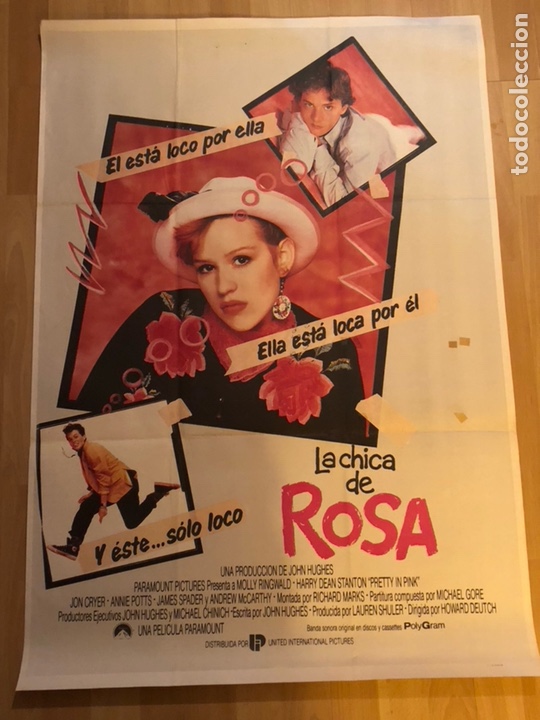 El está loco por ella
Ella está loca por él
Y éste...sólo loco
La chica
de
ROSA
UNA PRODUCCION DE JOHN HUGHES
PARAMOUNT PICTURES Presenta a MOLLY RINGWALD · HARRY DEAN STANTON "PRETTY IN PINK"
JON CRYER · ANNIE POTTS · JAMES SPADER y ANDREW McCARTHY · Montada por RICHARD MARKS · Partitura compuesta por MICHAEL GORE
Productores Ejecutivos JOHN HUGHES y MICHAEL CHINICH · Escrita por JOHN HUGHES · Producida por LAUREN SHULER · Dirigida por HOWARD DEUTCH
UNA PELICULA PARAMOUNT
Banda sonora original en discos y cassettes PolyGram
DISTRIBUIDA POR UNITED INTERNATIONAL PICTURES
todocoleccion